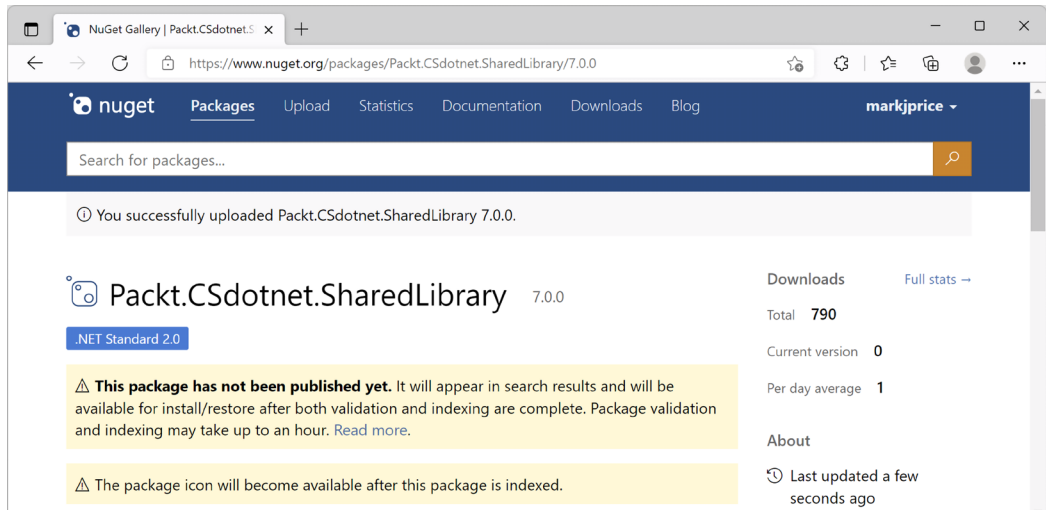 NuGet Gallery | Packt.CSdotnet.S
https://www.nuget.org/packages/Packt.CSdotnet.SharedLibrary/7.0.0
nuget Packages Upload Statistics Documentation Downloads Blog markjprice
Search for packages...
You successfully uploaded Packt.CSdotnet.SharedLibrary 7.0.0.
Packt.CSdotnet.SharedLibrary 7.0.0
.NET Standard 2.0
This package has not been published yet. It will appear in search results and will be
available for install/restore after both validation and indexing are complete. Package validation
and indexing may take up to an hour. Read more.
The package icon will become available after this package is indexed.
Downloads Full stats →
Total 790
Current version 0
Per day average 1
About
Last updated a few
seconds ago